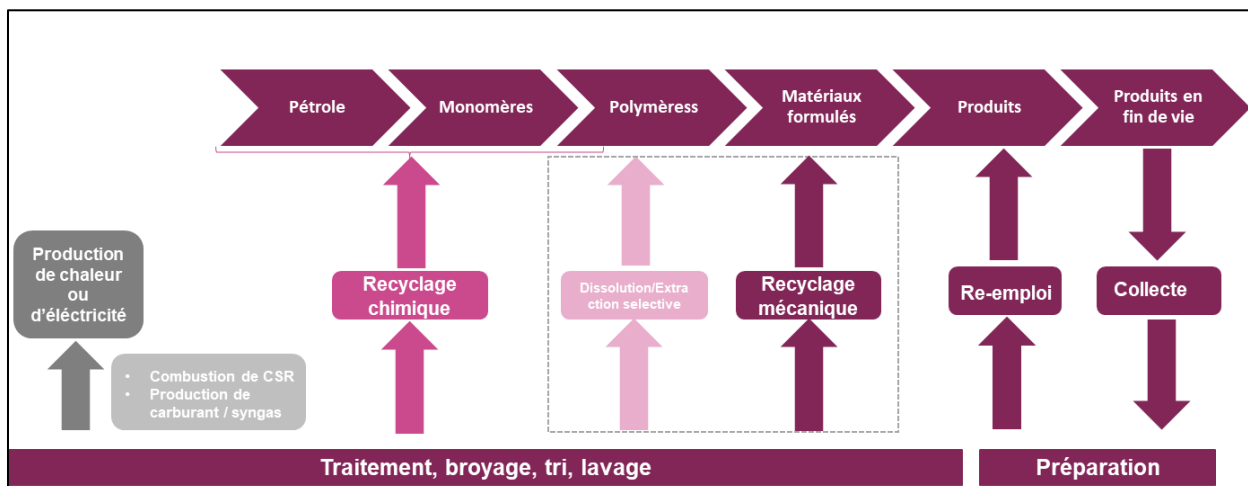 Pétrole
Monomères
Polymèress
Matériaux
formulés
Produits
Produits en
fin de vie
Production
de chaleur
ou
d'éléctricité
Recyclage
chimique
Dissolution/Extra
ction selective
Recyclage
mécanique
Re-emploi
Collecte
• Combustion de CSR
• Production de
carburant / syngas
Traitement, broyage, tri, lavage
Préparation